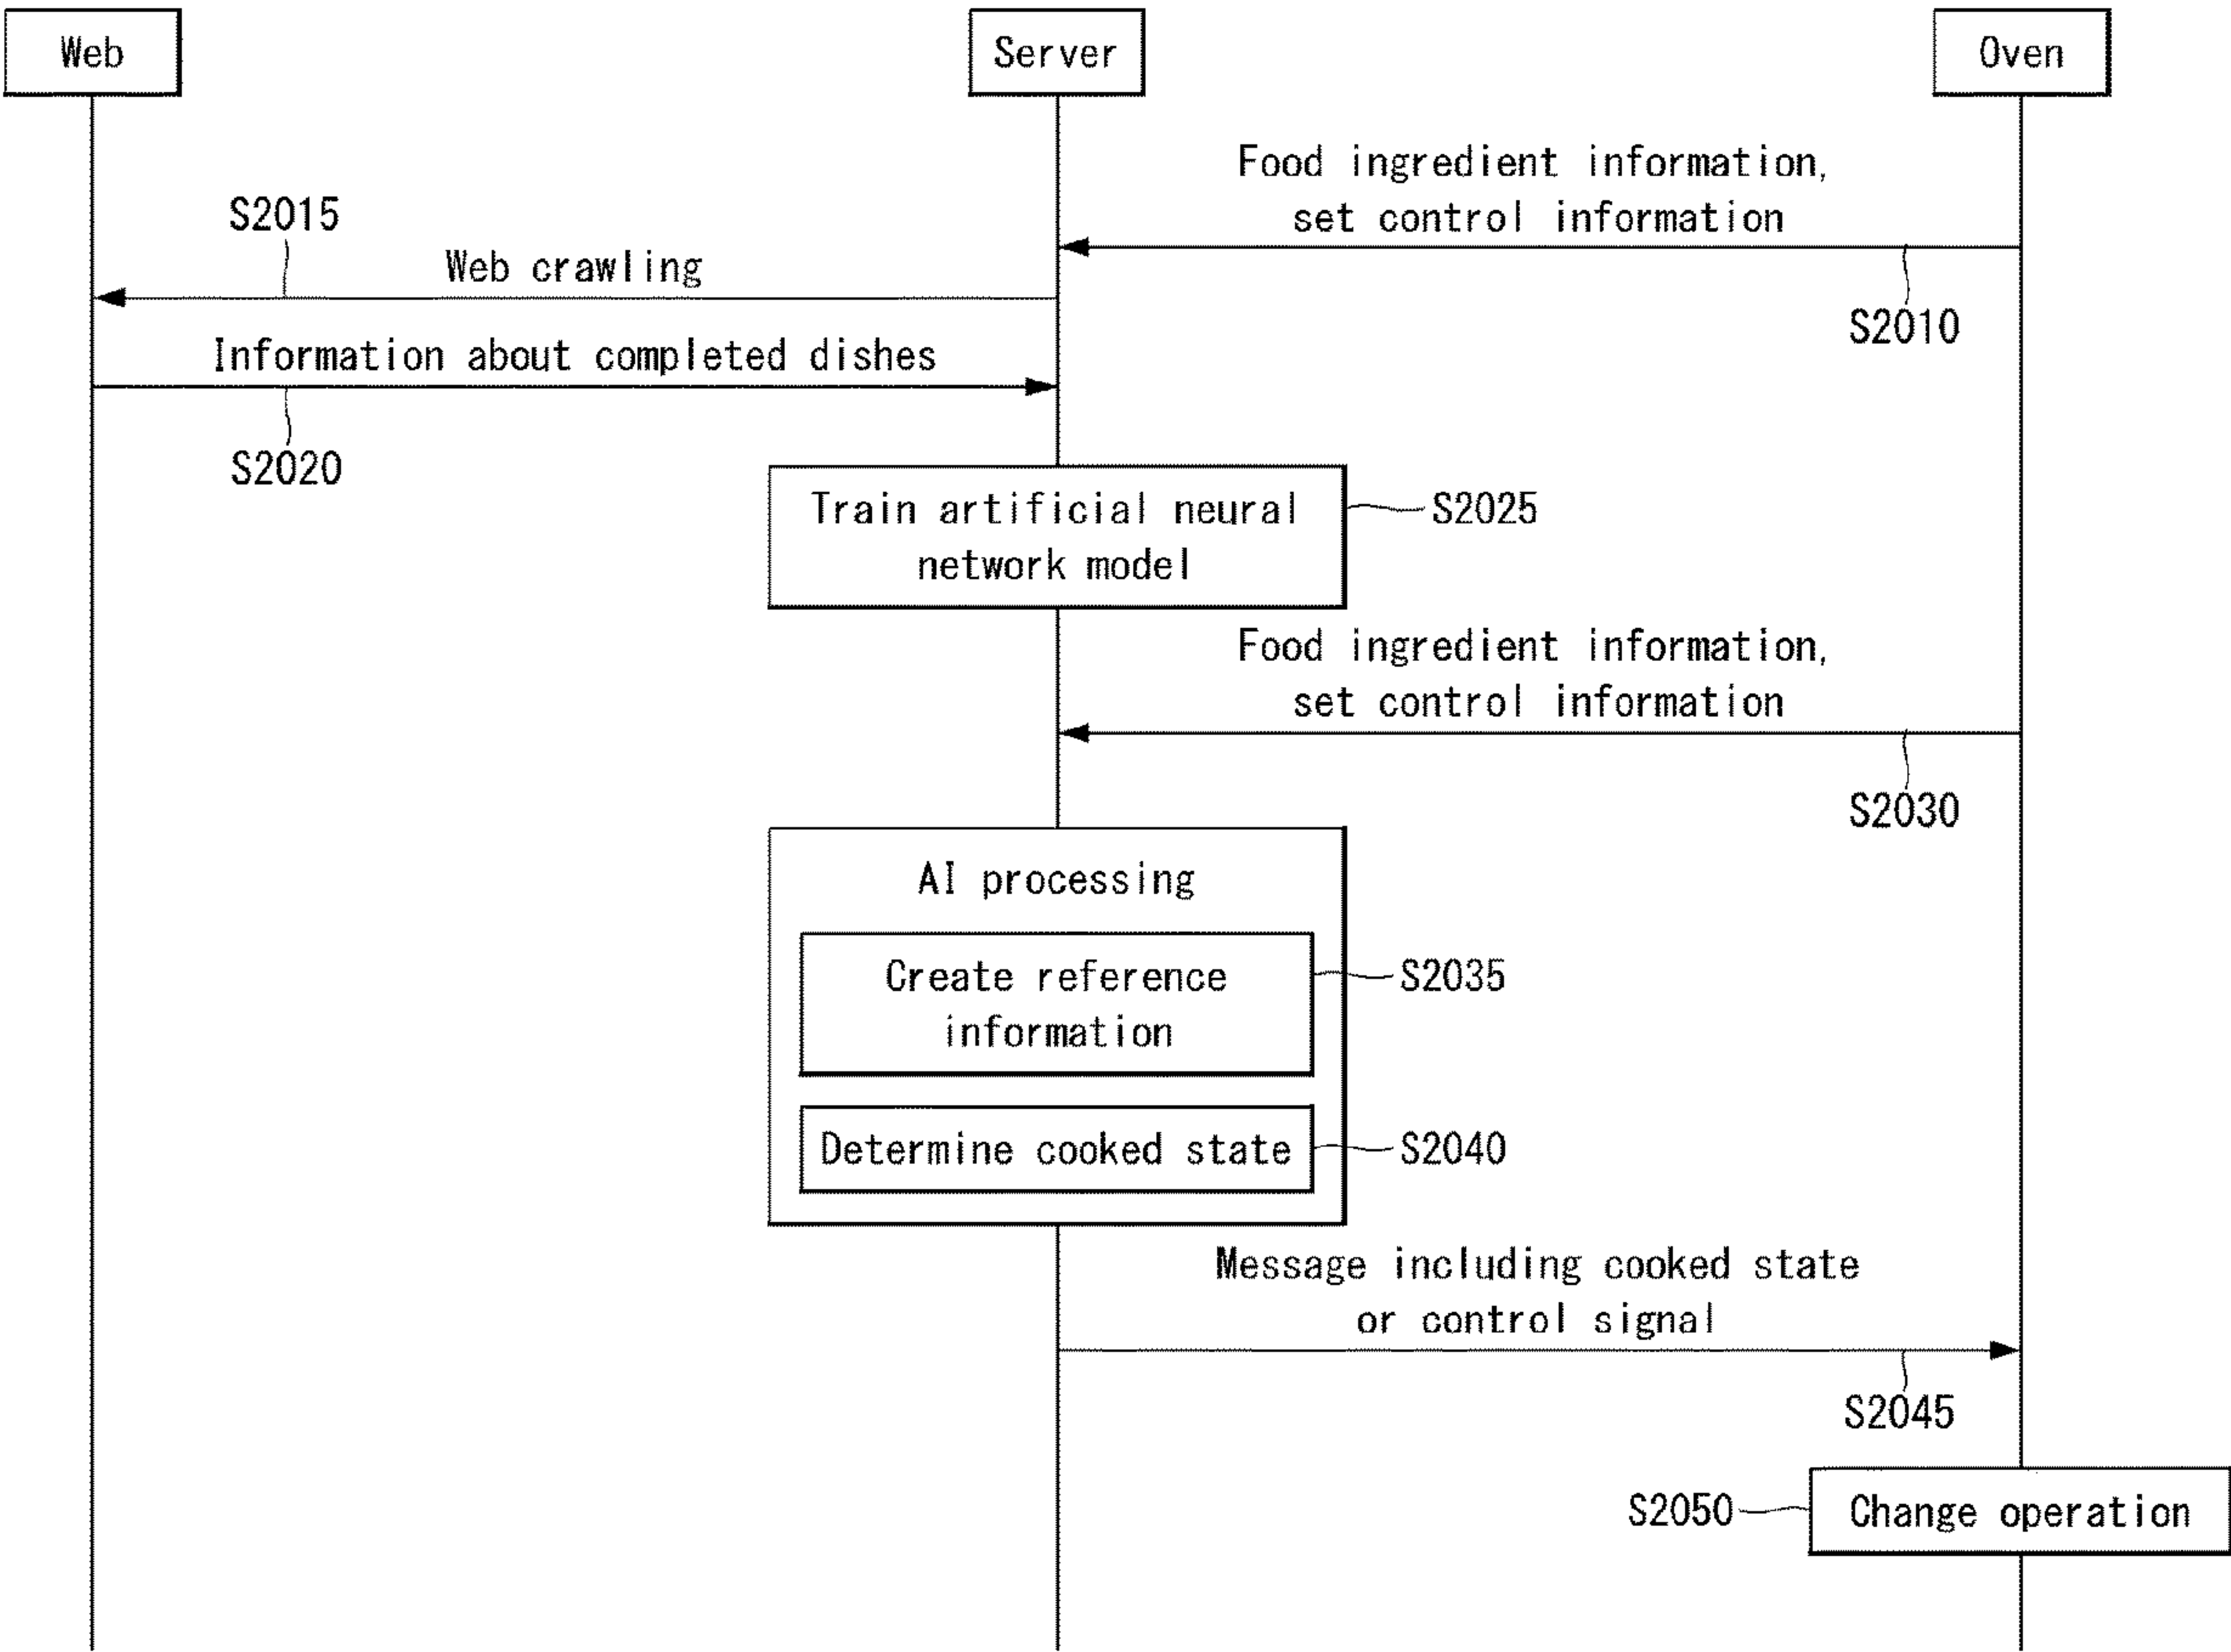 Web
Server
Oven
Food ingredient information,
set control information
S2010
S2015
Web crawling
Information about completed dishes
S2020
Train artificial neural
network model
S2025
Food ingredient information,
set control information
S2030
AI processing
Create reference
information
S2035
Determine cooked state
S2040
Message including cooked state
or control signal
S2045
S2050
Change operation